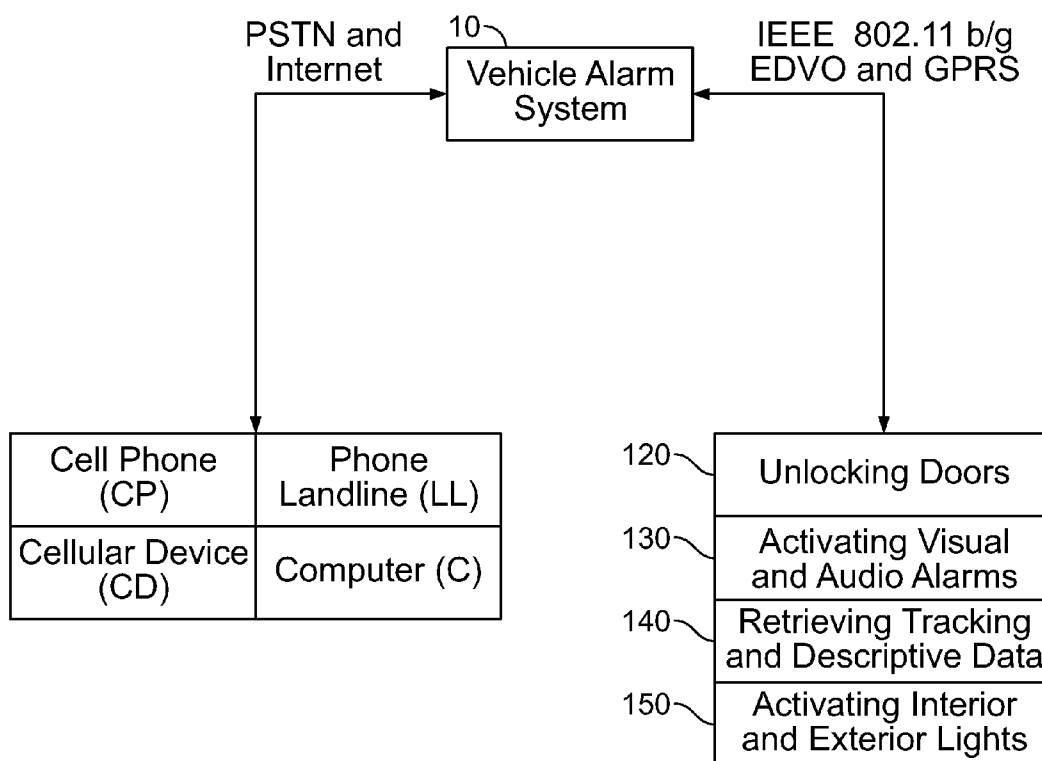 PSTN and
Internet
10
Vehicle Alarm
System
IEEE 802.11 b/g
EDVO and GPRS
Cell Phone
(CP)
Phone
Landline (LL)
Cellular Device
(CD)
Computer (C)
120
Unlocking Doors
130
Activating Visual
and Audio Alarms
140
Retrieving Tracking
and Descriptive Data
150
Activating Interior
and Exterior Lights